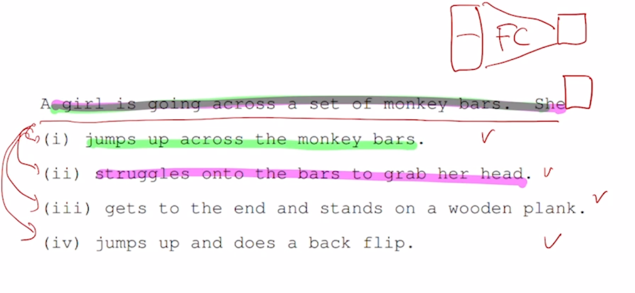 FC
A girl is going across a set of monkey bars. She
(i) jumps up across the monkey bars.
(ii) struggles onto the bars to grab her head.
(iii) gets to the end and stands on a wooden plank.
(iv) jumps up and does a back flip.